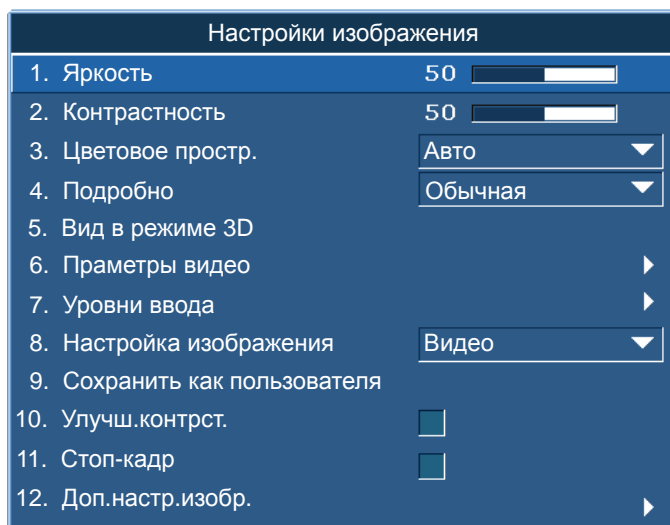 Настройки изображения
1. Яркость 50
2. Контрастность 50
3. Цветовое простр. Авто
4. Подробно Обычная
5. Вид в режиме 3D
6. Праметры видео
7. Уровни ввода
8. Настройка изображения Видео
9. Сохранить как пользователя
10. Улучш.контрст.
11. Стоп-кадр
12. Доп.настр.изобр.